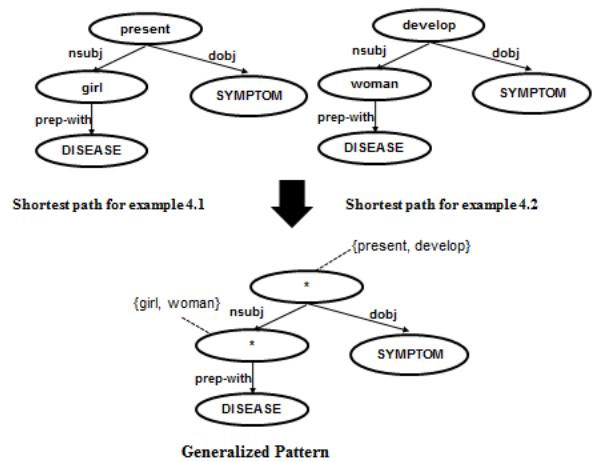 present
develop
nsubj
dobj
nsubj
dobj
girl
SYMPTOM
woman
SYMPTOM
prep-with
prep-with
DISEASE
DISEASE
Shortest path for example 4.1
Shortest path for example 4.2
{present, develop}
*
{girl, woman}
nsubj
dobj
*
SYMPTOM
prep-with
DISEASE
Generalized Pattern